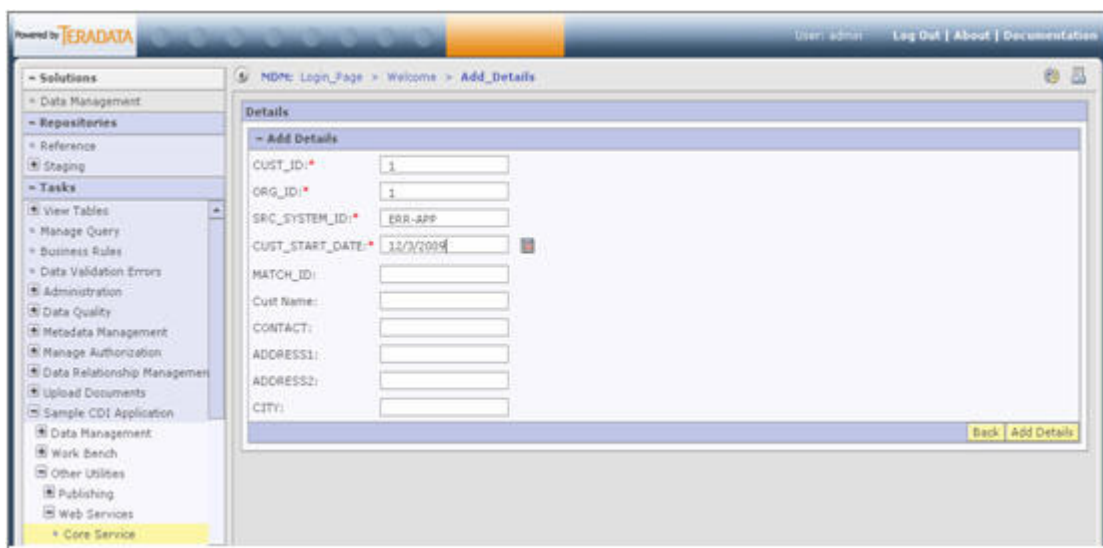 Powered by TERADATA
User: admin Log Out | About | Documentation
MDM: Login_Page > Welcome > Add_Details
- Solutions
Data Management
- Repositories
Reference
Staging
- Tasks
View Tables
Manage Query
Business Rules
Data Validation Errors
Administration
Data Quality
Metadata Management
Manage Authorization
Data Relationship Managemen
Upload Documents
Sample CDI Application
Data Management
Work Bench
Other Utilities
Publishing
Web Services
Core Service
Details
- Add Details
CUST_ID:* 1
ORG_ID:* 1
SRC_SYSTEM_ID:* ERR-APP
CUST_START_DATE:* 12/3/2009
MATCH_ID:
Cust Name:
CONTACT:
ADDRESS1:
ADDRESS2:
CITY:
Back Add Details